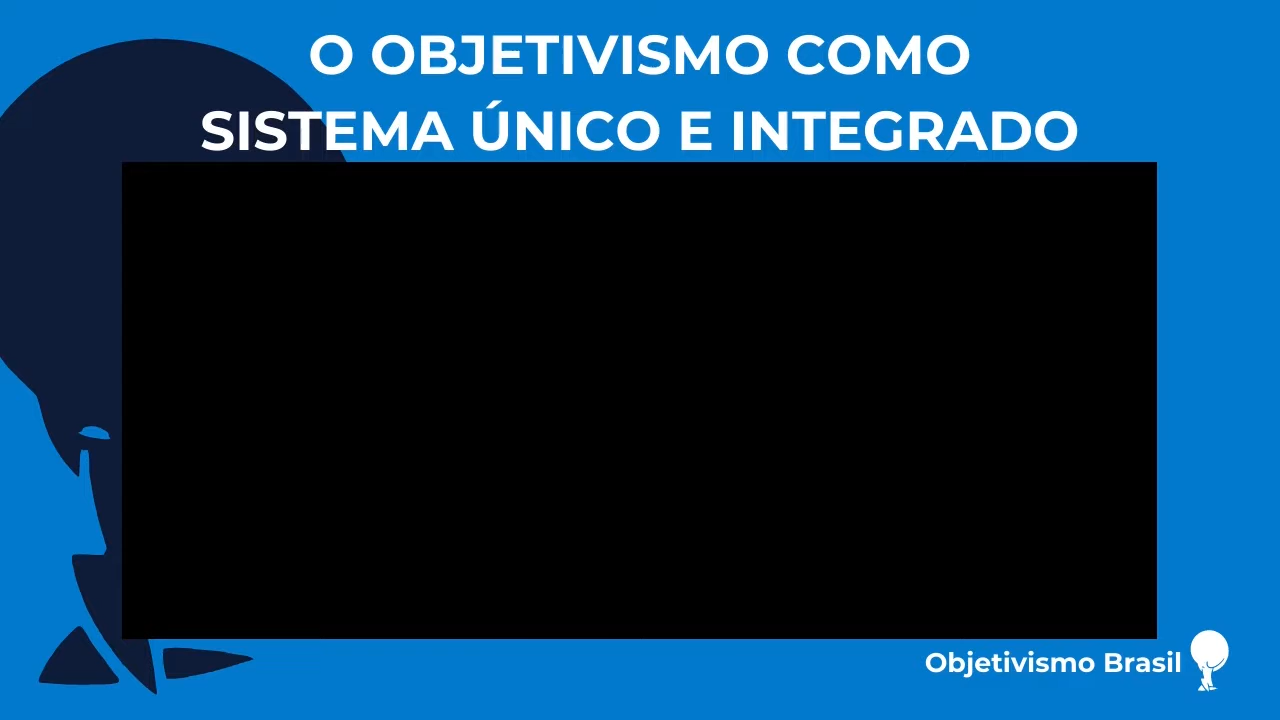 O OBJETIVISMO COMO
SISTEMA ÚNICO E INTEGRADO
Objetivismo Brasil